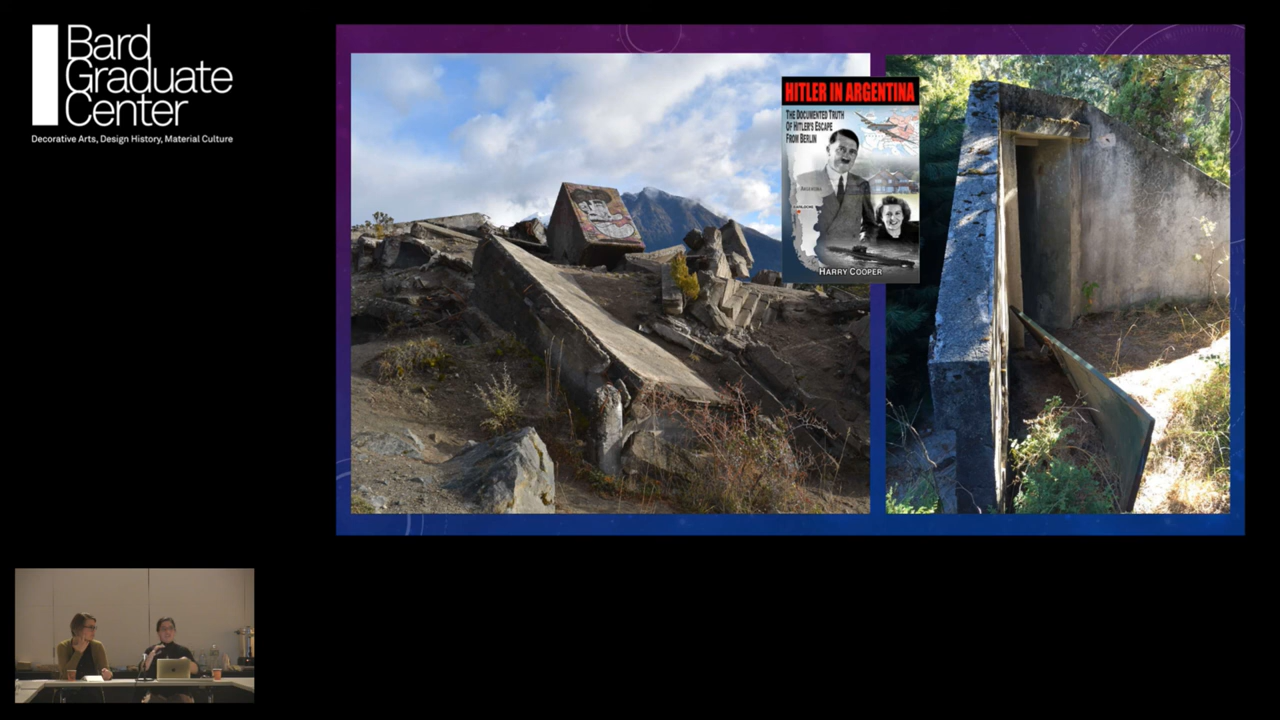 Bard
Graduate
Center
Decorative Arts, Design History, Material Culture
HITLER IN ARGENTINA
THE DOCUMENTED TRUTH
OF HITLER'S ESCAPE
FROM BERLIN
HARRY COOPER